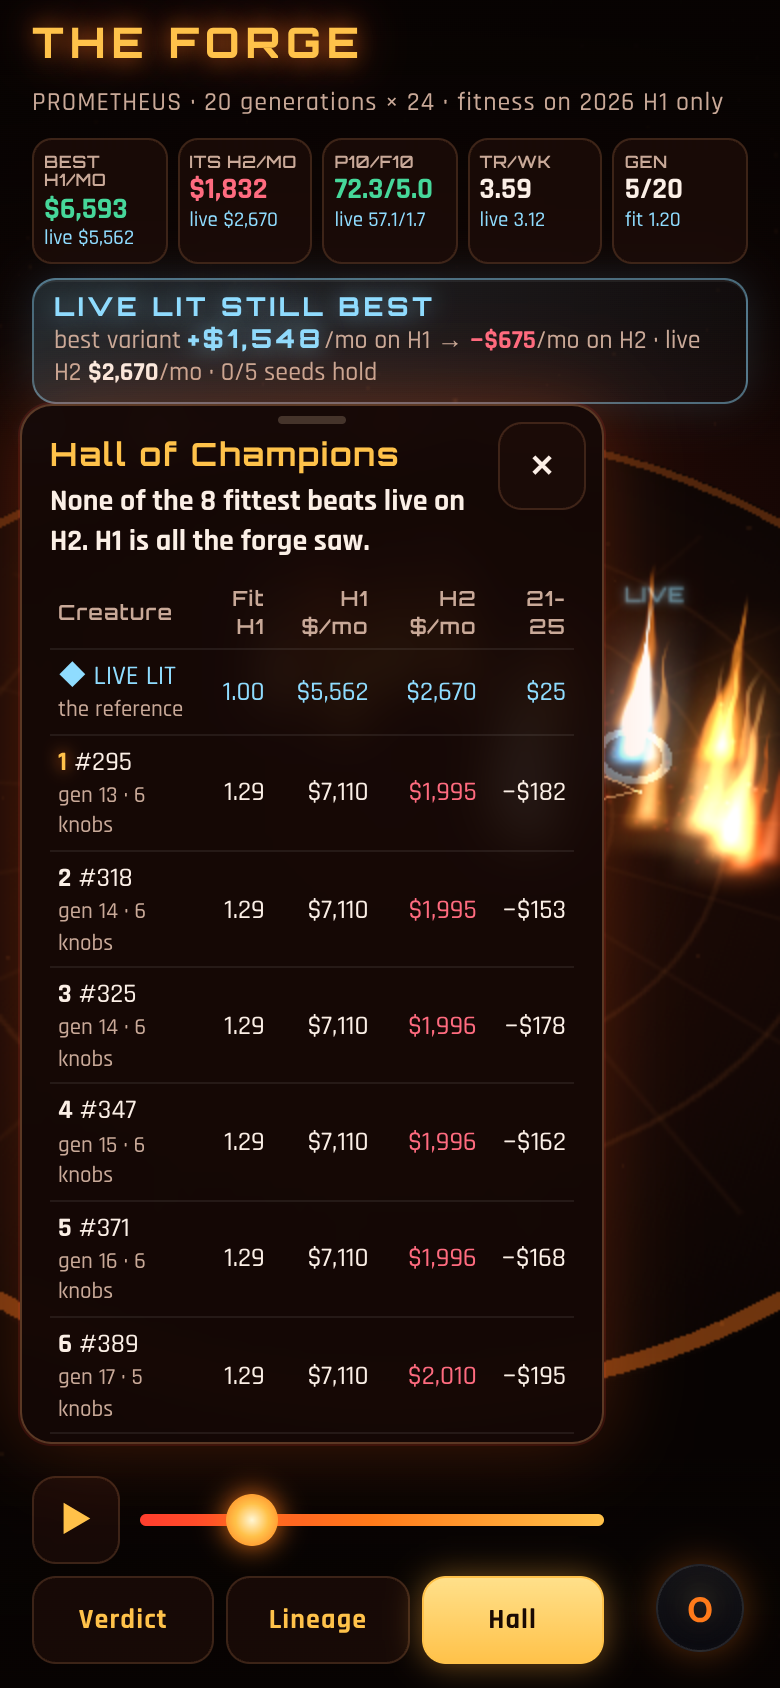 THE FORGE
PROMETHEUS · 20 generations × 24 · fitness on 2026 H1 only
BEST H1/MO
$6,593
live $5,562
ITS H2/MO
$1,832
live $2,670
P10/F10
72.3/5.0
live 57.1/1.7
TR/WK
3.59
live 3.12
GEN
5/20
fit 1.20
LIVE LIT STILL BEST
best variant +$1,548/mo on H1 → −$675/mo on H2 · live
H2 $2,670/mo · 0/5 seeds hold
Hall of Champions
×
None of the 8 fittest beats live on
H2. H1 is all the forge saw.
LIVE
Creature Fit H1 H1 $/mo H2 $/mo 21-25
◆ LIVE LIT
the reference
1.00 $5,562 $2,670 $25
1 #295
gen 13 · 6
knobs
1.29 $7,110 $1,995 −$182
2 #318
gen 14 · 6
knobs
1.29 $7,110 $1,995 −$153
3 #325
gen 14 · 6
knobs
1.29 $7,110 $1,996 −$178
4 #347
gen 15 · 6
knobs
1.29 $7,110 $1,996 −$162
5 #371
gen 16 · 6
knobs
1.29 $7,110 $1,996 −$168
6 #389
gen 17 · 5
knobs
1.29 $7,110 $2,010 −$195
Verdict
Lineage
Hall
O